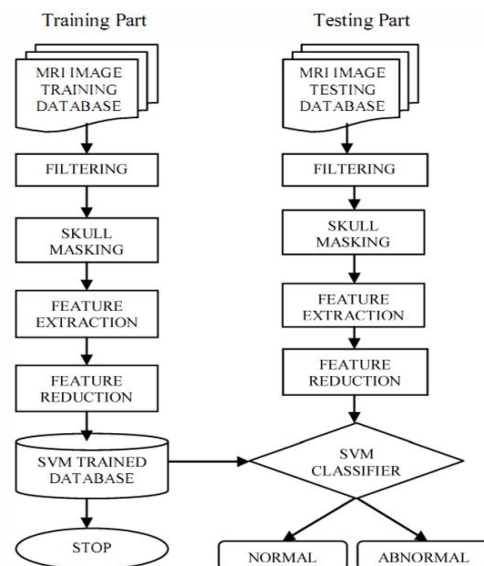 Training Part
MRI IMAGE
TRAINING
DATABASE
FILTERING
SKULL
MASKING
FEATURE
EXTRACTION
FEATURE
REDUCTION
SVM TRAINED
DATABASE
STOP
Testing Part
MRI IMAGE
TESTING
DATABASE
FILTERING
SKULL
MASKING
FEATURE
EXTRACTION
FEATURE
REDUCTION
SVM
CLASSIFIER
NORMAL
ABNORMAL